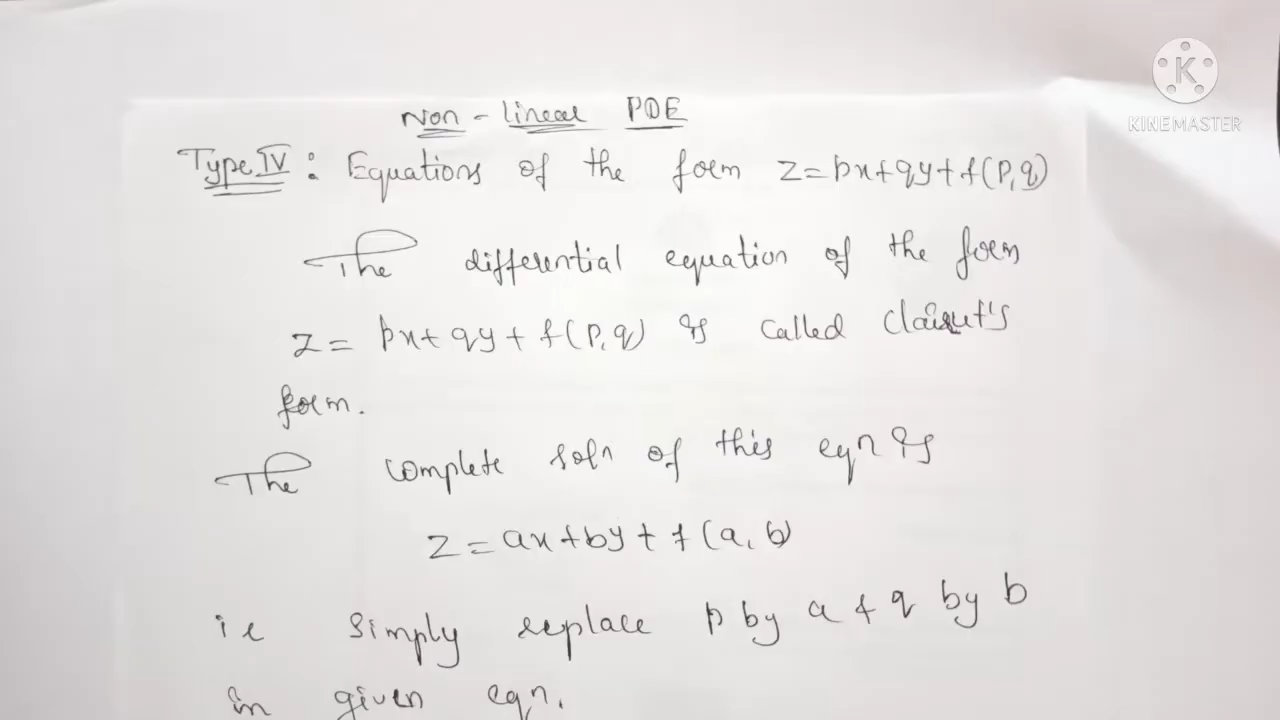 KINEMASTER
Non-linear PDE
Type IV: Equations of the form z=px+qy+f(p,q)
The differential equation of the form
z= px+qy+f(p,q) is called Clairut's
form.
The complete soln of this eqn is
z=ax+by+f(a,b)
ie simply replace p by a & q by b
in given eqn.